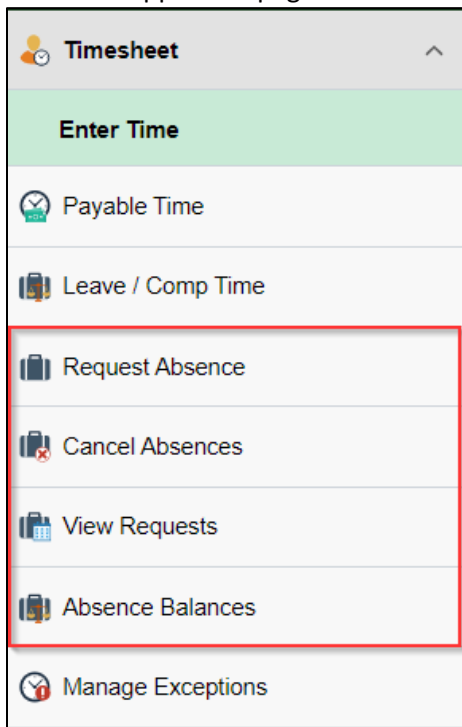 Timesheet
Enter Time
Payable Time
Leave / Comp Time
Request Absence
Cancel Absences
View Requests
Absence Balances
Manage Exceptions